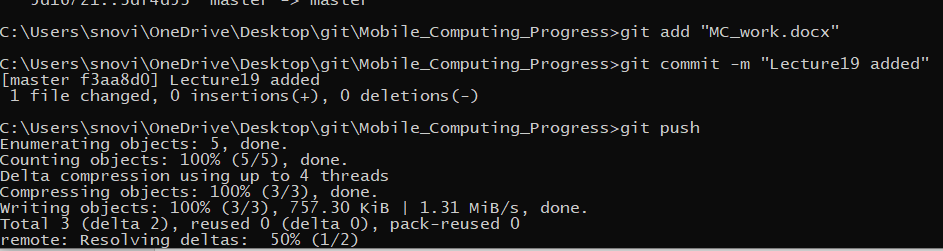 master -> master
C:\Users\snovi\OneDrive\Desktop\git\Mobile_Computing_Progress>git add "MC_work.docx"
C:\Users\snovi\OneDrive\Desktop\git\Mobile_Computing_Progress>git commit -m "Lecture19 added"
[master f3aa8d0] Lecture19 added
 1 file changed, 0 insertions(+), 0 deletions(-)
C:\Users\snovi\OneDrive\Desktop\git\Mobile_Computing_Progress>git push
Enumerating objects: 5, done.
Counting objects: 100% (5/5), done.
Delta compression using up to 4 threads
Compressing objects: 100% (3/3), done.
Writing objects: 100% (3/3), 757.30 KiB | 1.31 MiB/s, done.
Total 3 (delta 2), reused 0 (delta 0), pack-reused 0
remote: Resolving deltas:  50% (1/2)